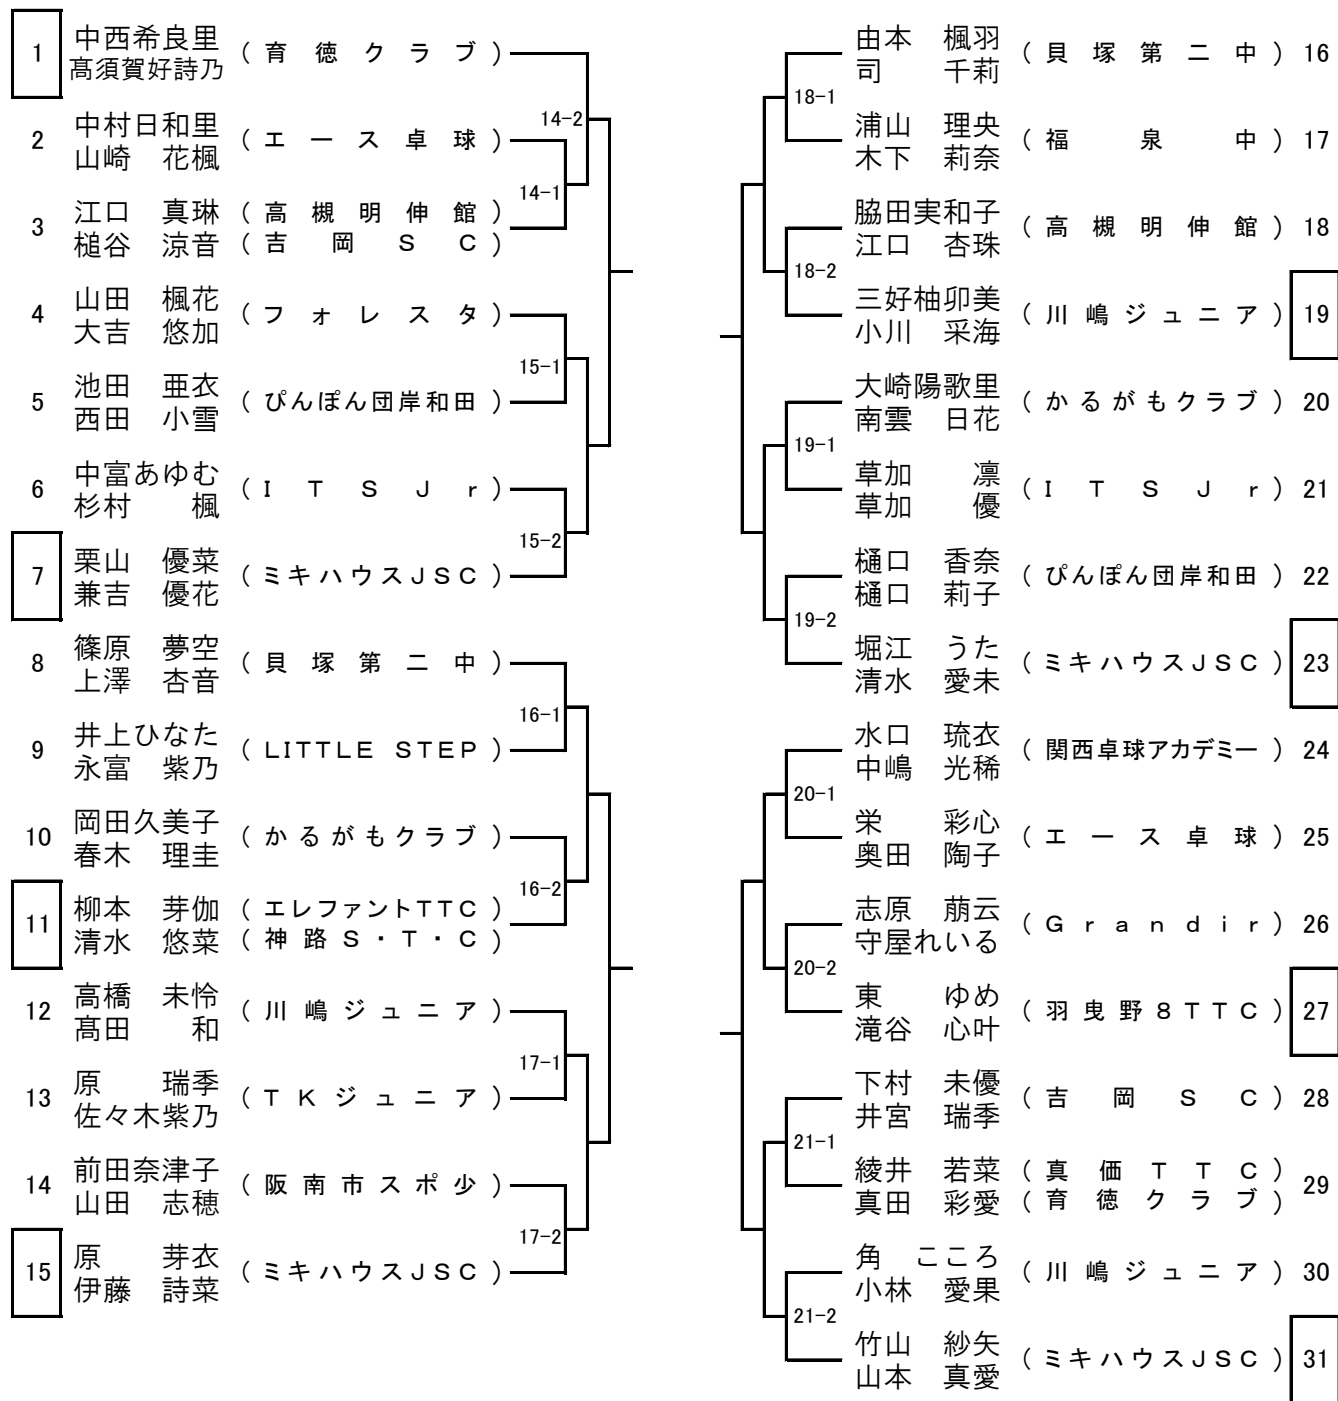 1 中西希良里 (育徳クラブ)
髙須賀好詩乃
14-2
2 中村日和里 (エース卓球)
山崎 花楓
14-1
3 江口 真琳 (高槻明伸館)
槌谷 涼音 (吉岡SC)
4 山田 楓花 (フォレスタ)
大吉 悠加
15-1
5 池田 亜衣 (ぴんぽん団岸和田)
西田 小雪
6 中富あゆむ (ITSJr)
杉村 楓
15-2
7 栗山 優菜 (ミキハウスJSC)
兼吉 優花
8 篠原 夢空 (貝塚第二中)
上澤 杏音
16-1
9 井上ひなた (LITTLE STEP)
永富 紫乃
10 岡田久美子 (かるがもクラブ)
春木 理圭
16-2
11 柳本 芽伽 (エレファントTTC)
清水 悠菜 (神路S・T・C)
12 高橋 未怜 (川嶋ジュニア)
髙田 和
17-1
13 原 瑞季 (TKジュニア)
佐々木紫乃
14 前田奈津子 (阪南市スポ少)
山田 志穂
17-2
15 原 芽衣 (ミキハウスJSC)
伊藤 詩菜
由本 楓羽 (貝塚第二中) 16
司 千莉
18-1
浦山 理央 (福泉中) 17
木下 莉奈
脇田実和子 (高槻明伸館) 18
江口 杏珠
18-2
三好柚卯美 (川嶋ジュニア) 19
小川 采海
大崎陽歌里 (かるがもクラブ) 20
南雲 日花
19-1
草加 凛 (ITSJr) 21
草加 優
樋口 香奈 (ぴんぽん団岸和田) 22
樋口 莉子
19-2
堀江 うた (ミキハウスJSC) 23
清水 愛未
水口 琉衣 (関西卓球アカデミー) 24
中嶋 光稀
20-1
栄 彩心 (エース卓球) 25
奥田 陶子
志原 萠云 (Grandir) 26
守屋れいる
20-2
東 ゆめ (羽曳野8TTC) 27
滝谷 心叶
下村 未優 (吉岡SC) 28
井宮 瑞季
21-1
綾井 若菜 (真価TTC) 29
真田 彩愛 (育徳クラブ)
角 こころ (川嶋ジュニア) 30
小林 愛果
21-2
竹山 紗矢 (ミキハウスJSC) 31
山本 真愛